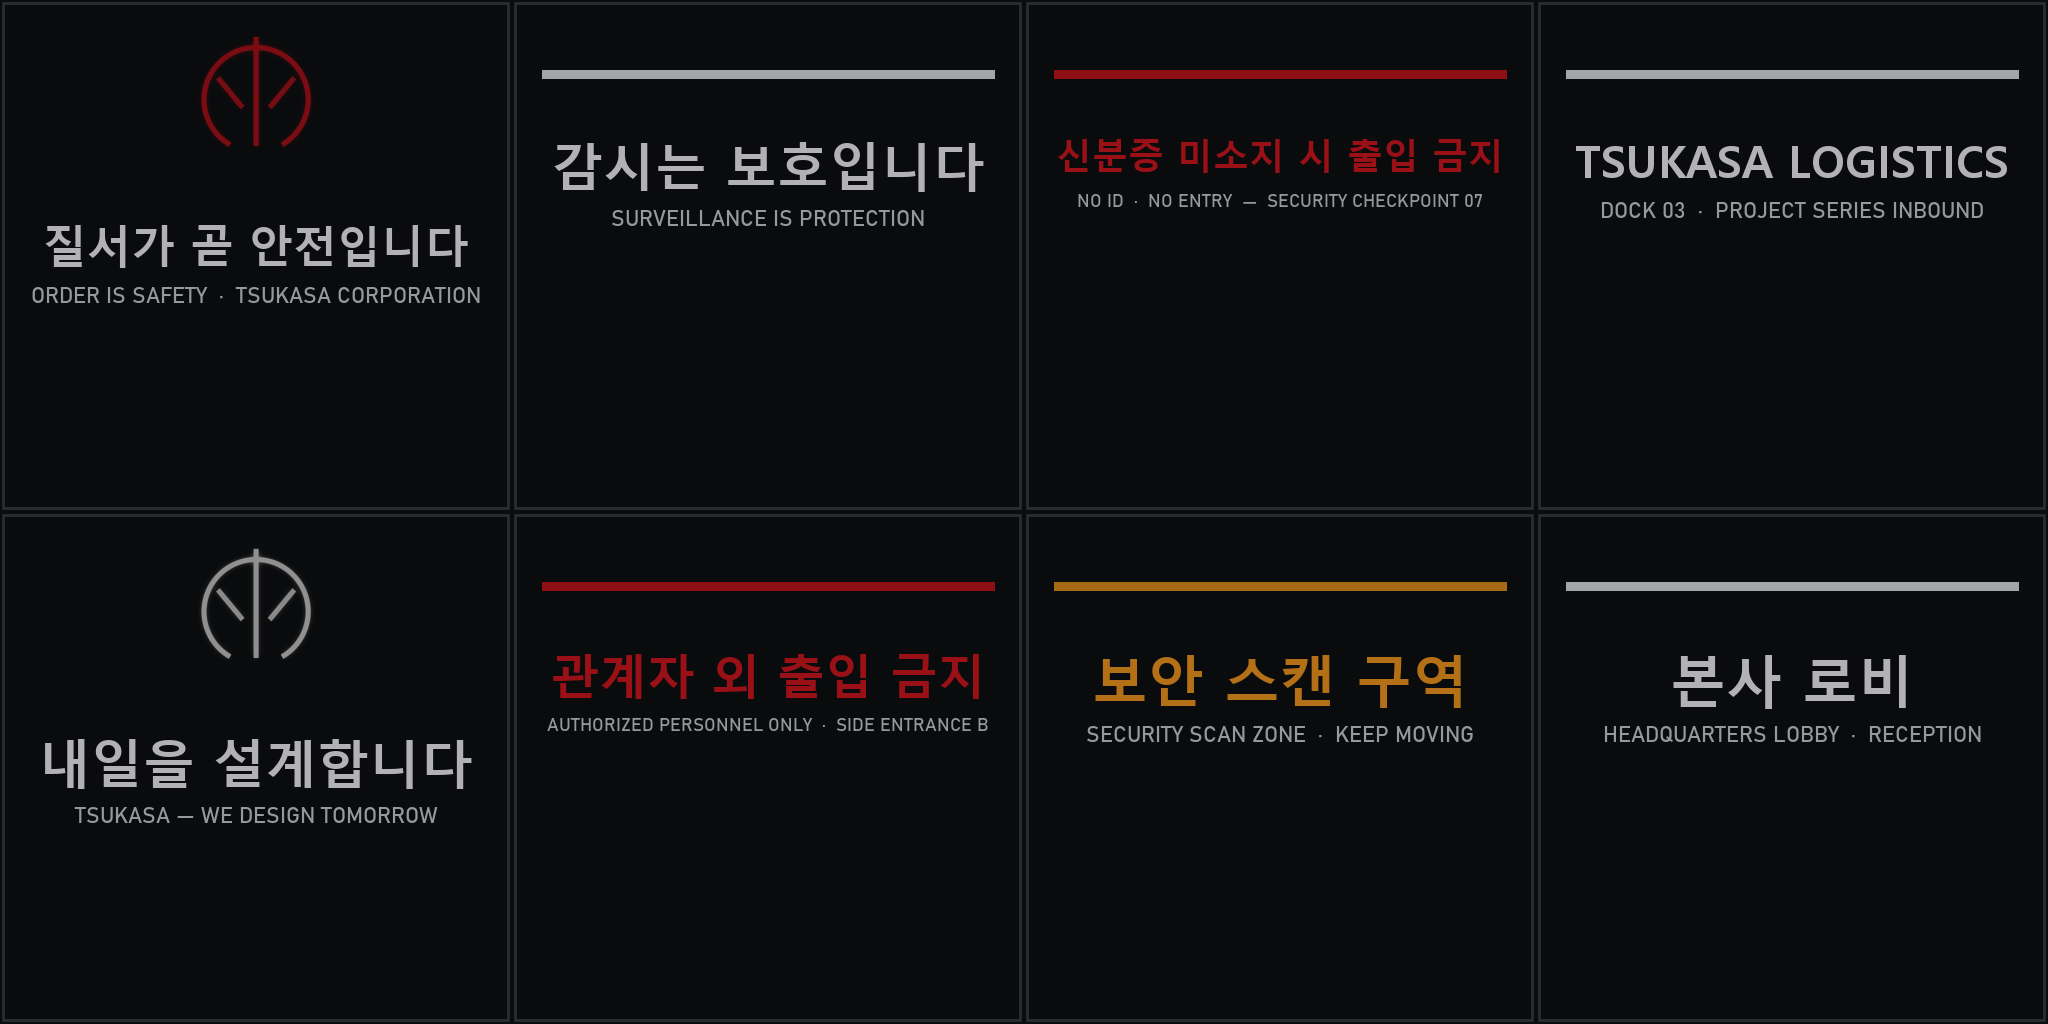 질서가 곧 안전입니다
ORDER IS SAFETY · TSUKASA CORPORATION
감시는 보호입니다
SURVEILLANCE IS PROTECTION
신분증 미소지 시 출입 금지
NO ID · NO ENTRY — SECURITY CHECKPOINT 07
TSUKASA LOGISTICS
DOCK 03 · PROJECT SERIES INBOUND
내일을 설계합니다
TSUKASA — WE DESIGN TOMORROW
관계자 외 출입 금지
AUTHORIZED PERSONNEL ONLY · SIDE ENTRANCE B
보안 스캔 구역
SECURITY SCAN ZONE · KEEP MOVING
본사 로비
HEADQUARTERS LOBBY · RECEPTION